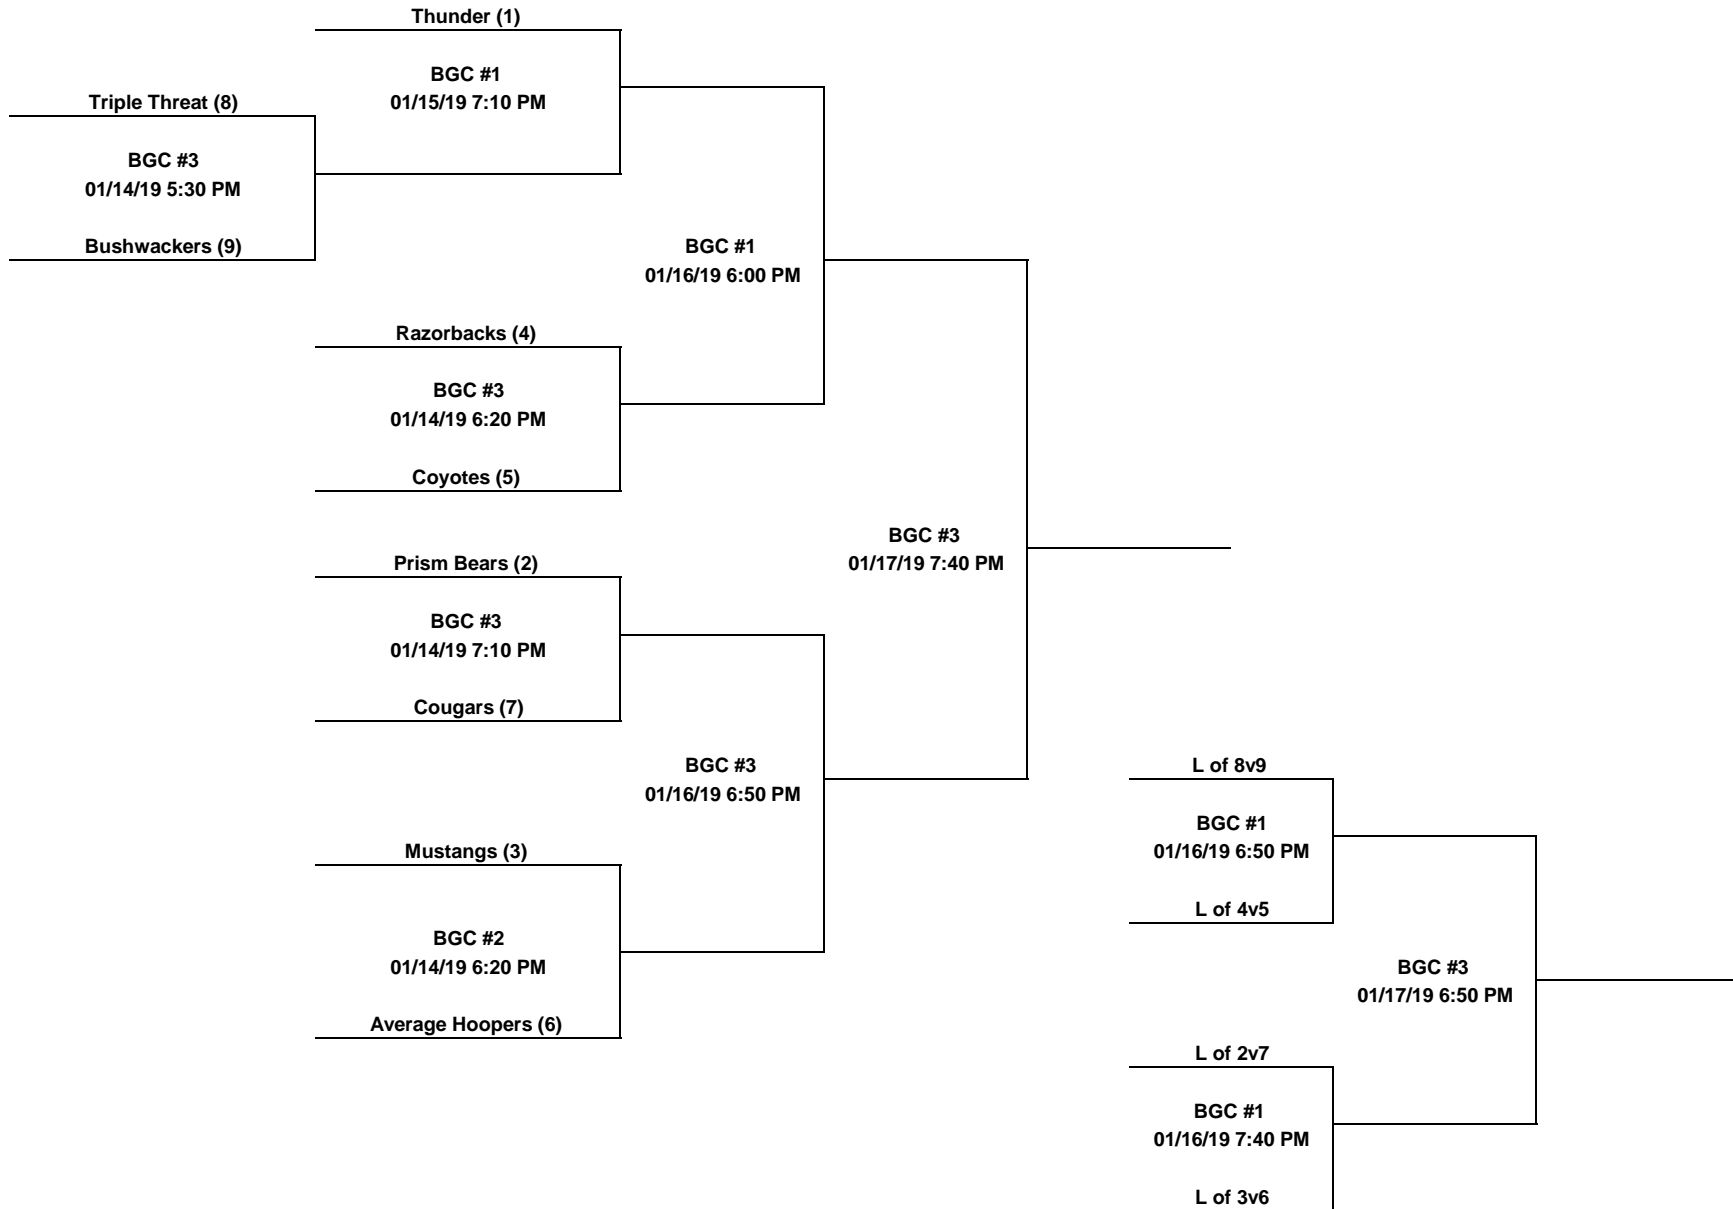 Thunder (1)
BGC #1
01/15/19 7:10 PM
Triple Threat (8)
BGC #3
01/14/19 5:30 PM
Bushwackers (9)
BGC #1
01/16/19 6:00 PM
Razorbacks (4)
BGC #3
01/14/19 6:20 PM
Coyotes (5)
BGC #3
01/17/19 7:40 PM
Prism Bears (2)
BGC #3
01/14/19 7:10 PM
Cougars (7)
BGC #3
01/16/19 6:50 PM
Mustangs (3)
BGC #2
01/14/19 6:20 PM
Average Hoopers (6)
L of 8v9
BGC #1
01/16/19 6:50 PM
L of 4v5
BGC #3
01/17/19 6:50 PM
L of 2v7
BGC #1
01/16/19 7:40 PM
L of 3v6